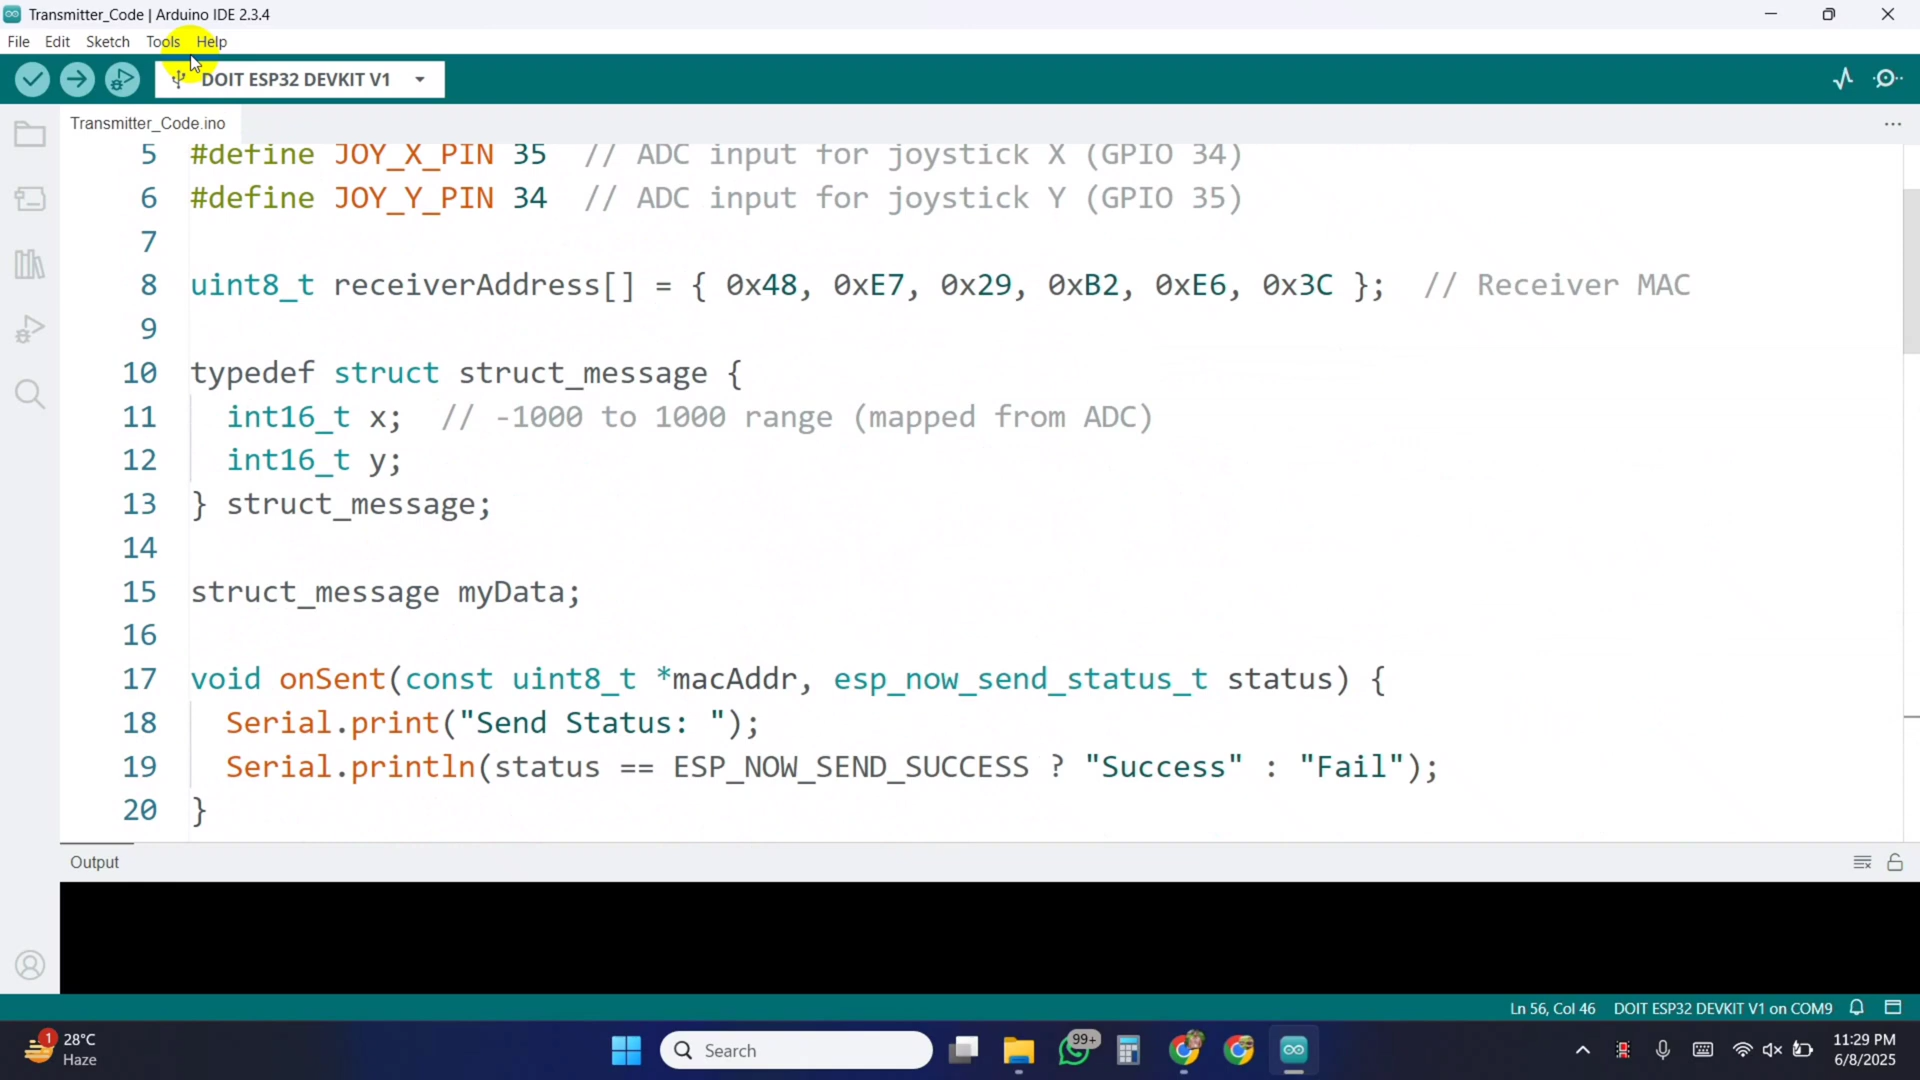 Transmitter_Code | Arduino IDE 2.3.4
File Edit Sketch Tools Help
DOIT ESP32 DEVKIT V1
Transmitter_Code.ino
5 #define JOY_X_PIN 35 // ADC input for joystick X (GPIO 34)
6 #define JOY_Y_PIN 34 // ADC input for joystick Y (GPIO 35)
7
8 uint8_t receiverAddress[] = { 0x48, 0xE7, 0x29, 0xB2, 0xE6, 0x3C }; // Receiver MAC
9
10 typedef struct struct_message {
11 int16_t x; // -1000 to 1000 range (mapped from ADC)
12 int16_t y;
13 } struct_message;
14
15 struct_message myData;
16
17 void onSent(const uint8_t *macAddr, esp_now_send_status_t status) {
18 Serial.print("Send Status: ");
19 Serial.println(status == ESP_NOW_SEND_SUCCESS ? "Success" : "Fail");
20 }
Output
Ln 56, Col 46 DOIT ESP32 DEVKIT V1 on COM9
1
28°C
Haze
Search
99+
11:29 PM
6/8/2025